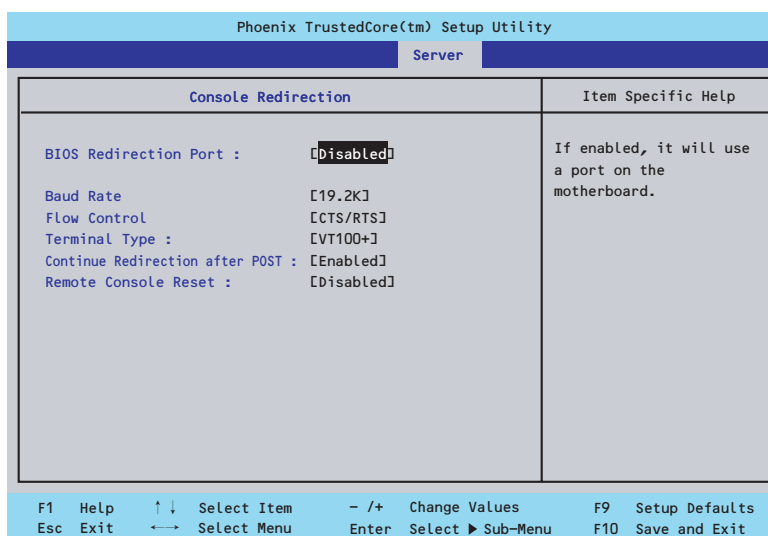 Phoenix TrustedCore(tm) Setup Utility
Server
Console Redirection
Item Specific Help
BIOS Redirection Port : [Disabled]
Baud Rate [19.2K]
Flow Control [CTS/RTS]
Terminal Type : [VT100+]
Continue Redirection after POST : [Enabled]
Remote Console Reset : [Disabled]
If enabled, it will use
a port on the
motherboard.
F1 Help ↑↓ Select Item - /+ Change Values F9 Setup Defaults
Esc Exit ←→ Select Menu Enter Select ▶ Sub-Menu F10 Save and Exit